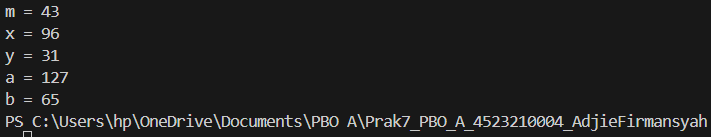 m = 43
x = 96
y = 31
a = 127
b = 65
PS C:\Users\hp\OneDrive\Documents\PBO A\Prak7_PBO_A_4523210004_AdjieFirmansyah